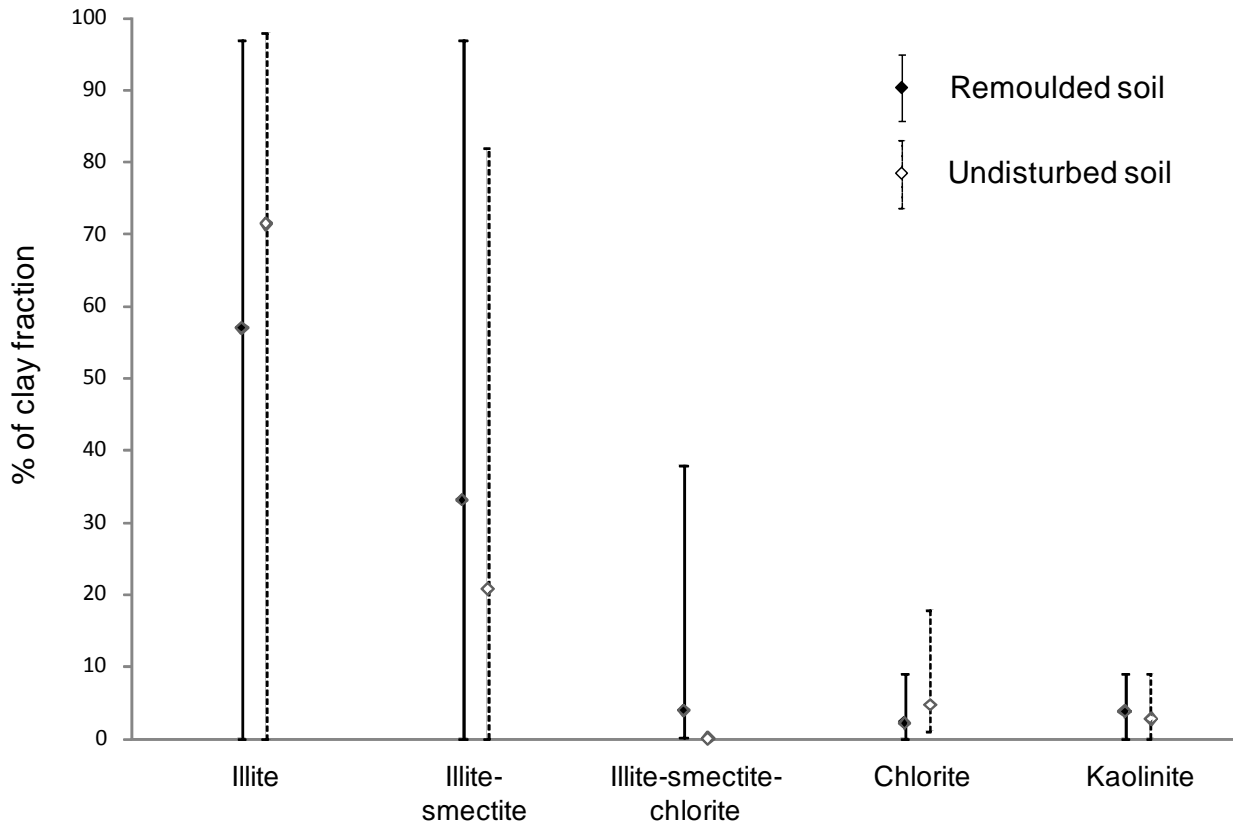 100
90
80
70
60
50
40
30
20
10
0
% of clay fraction
Remoulded soil
Undisturbed soil
Illite
Illite-
smectite
Illite-smectite-
chlorite
Chlorite
Kaolinite